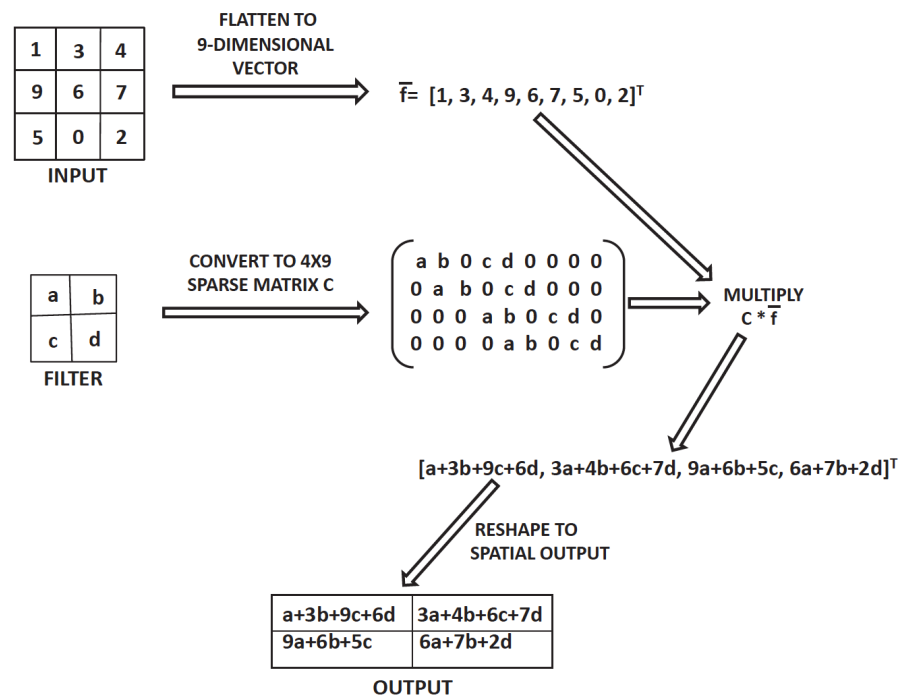 FLATTEN TO
9-DIMENSIONAL
VECTOR
1 3 4
9 6 7
5 0 2
INPUT
f̅= [1, 3, 4, 9, 6, 7, 5, 0, 2]ᵀ
CONVERT TO 4X9
SPARSE MATRIX C
a b
c d
FILTER
a b 0 c d 0 0 0 0
0 a b 0 c d 0 0 0
0 0 0 a b 0 c d 0
0 0 0 0 a b 0 c d
MULTIPLY
C * f̅
[a+3b+9c+6d, 3a+4b+6c+7d, 9a+6b+5c, 6a+7b+2d]ᵀ
RESHAPE TO
SPATIAL OUTPUT
a+3b+9c+6d 3a+4b+6c+7d
9a+6b+5c 6a+7b+2d
OUTPUT